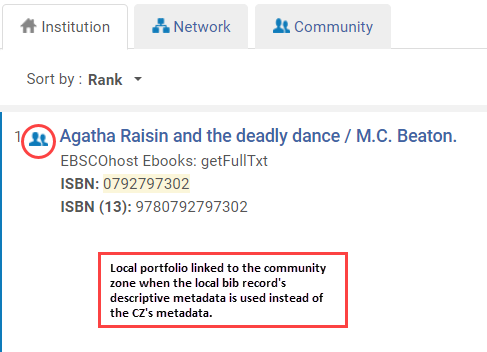 Institution Network Community
Sort by : Rank
1 Agatha Raisin and the deadly dance / M.C. Beaton.
EBSCOhost Ebooks: getFullTxt
ISBN: 0792797302
ISBN (13): 9780792797302
Local portfolio linked to the community
zone when the local bib record's
descriptive metadata is used instead of
the CZ's metadata.